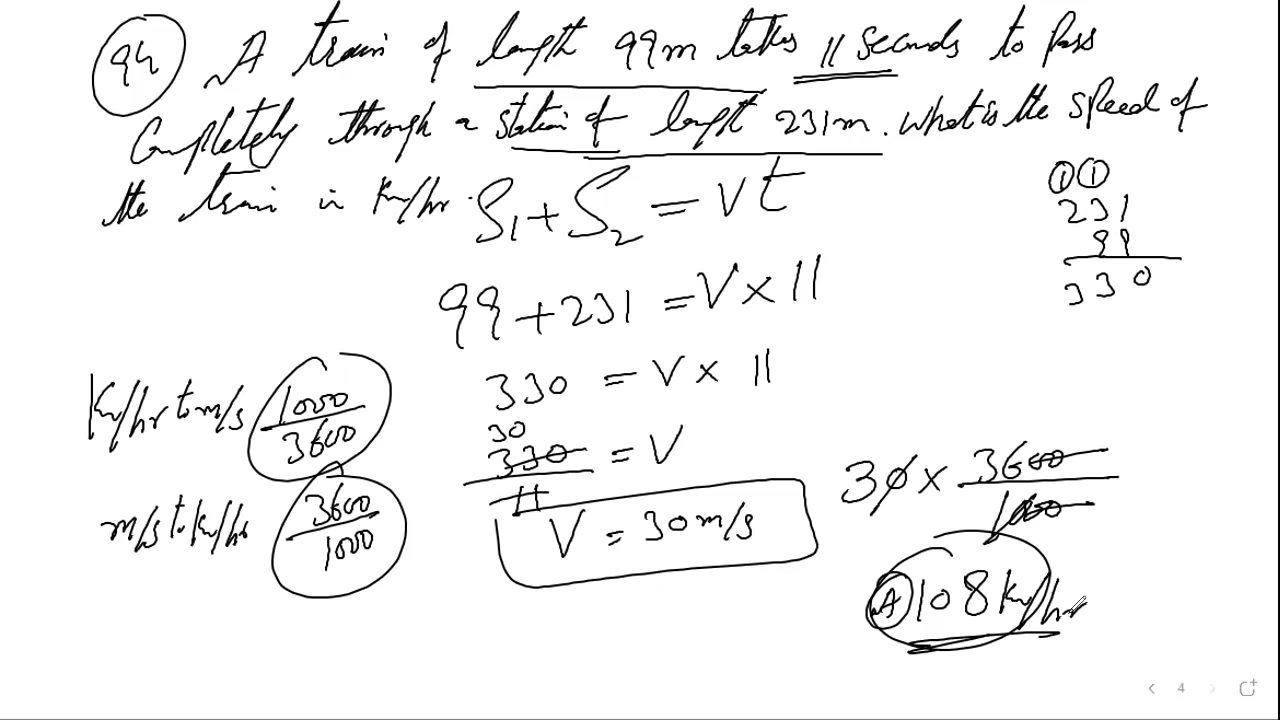 94 A train of length 99m takes 11 seconds to pass
Completely through a station of length 231m. what is the speed of
the train in Km/hr.
S₁ + S₂ = Vt
99 + 231 = V × 11
330 = V × 11
30
330 = V
11
V = 30 m/s
①①
231
99
330
Km/hr to m/s 1000
3600
m/s to Km/hr 3600
1000
30 × 3600
1000
A 108 Km/hr
4